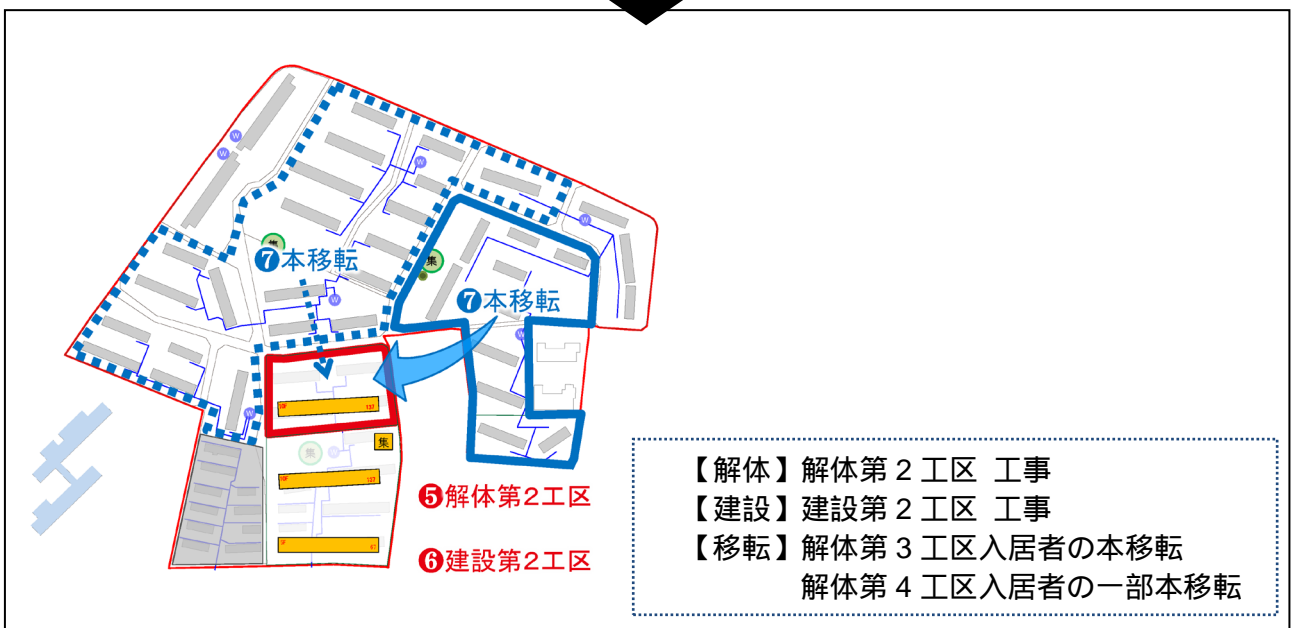 W
W
W
W
集
❼本移転
集
❼本移転
W
W
10F 137
W
集
集
W
10F 137
❺解体第2工区
❻建設第2工区
【解体】解体第2工区 工事
【建設】建設第2工区 工事
【移転】解体第3工区入居者の本移転
解体第4工区入居者の一部本移転